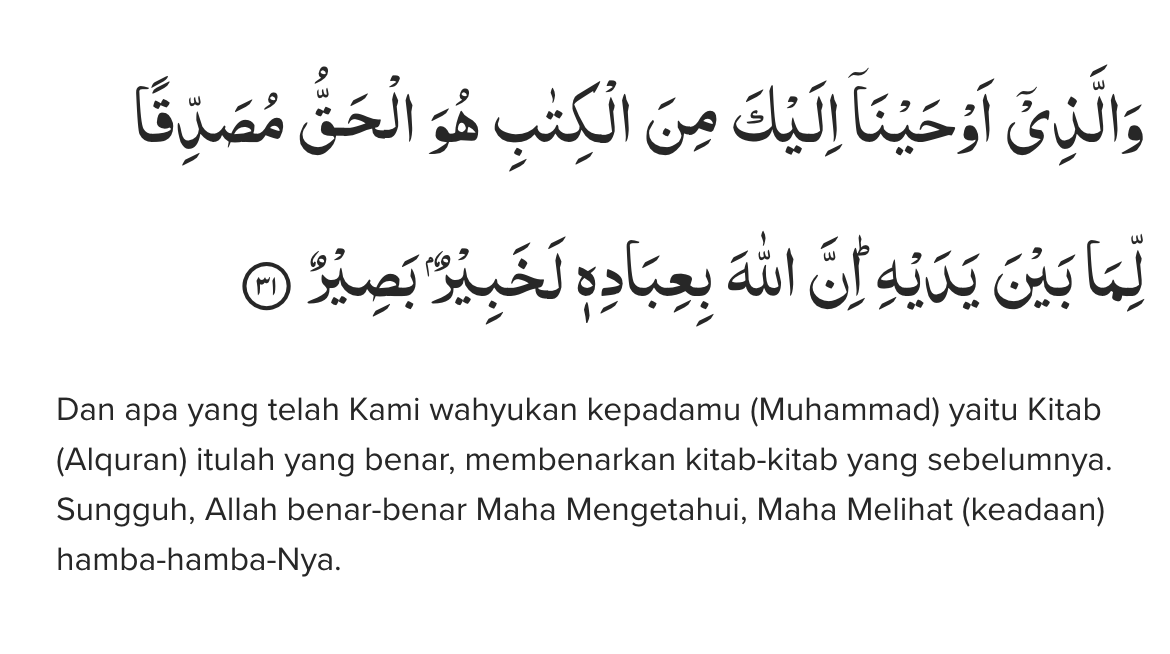 وَالَّذِيْٓ اَوْحَيْنَآ اِلَيْكَ مِنَ الْكِتٰبِ هُوَ الْحَقُّ مُصَدِّقًا
لِّمَا بَيْنَ يَدَيْهِۗ اِنَّ اللّٰهَ بِعِبَادِهٖ لَخَبِيْرٌۢ بَصِيْرٌ ٣١
Dan apa yang telah Kami wahyukan kepadamu (Muhammad) yaitu Kitab
(Alquran) itulah yang benar, membenarkan kitab-kitab yang sebelumnya.
Sungguh, Allah benar-benar Maha Mengetahui, Maha Melihat (keadaan)
hamba-hamba-Nya.